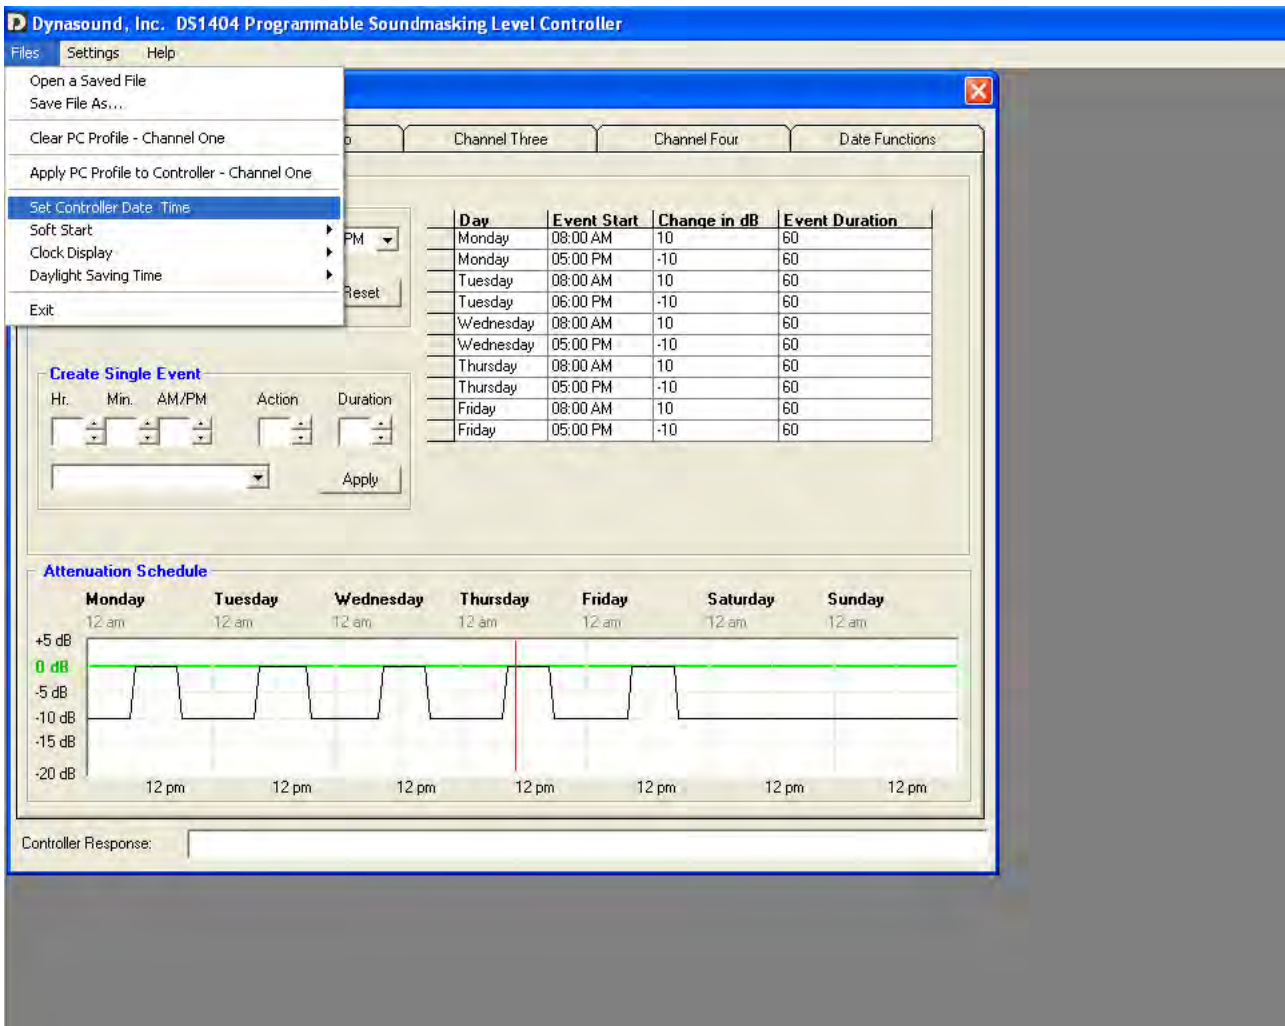 Dynasound, Inc. DS1404 Programmable Soundmasking Level Controller
Files Settings Help
Open a Saved File
Save File As...
Clear PC Profile - Channel One
Apply PC Profile to Controller - Channel One
Set Controller Date Time
Soft Start
Clock Display
Daylight Saving Time
Exit
Channel Three Channel Four Date Functions
PM
Reset
Day Event Start Change in dB Event Duration
Monday 08:00 AM 10 60
Monday 05:00 PM -10 60
Tuesday 08:00 AM 10 60
Tuesday 06:00 PM -10 60
Wednesday 08:00 AM 10 60
Wednesday 05:00 PM -10 60
Thursday 08:00 AM 10 60
Thursday 05:00 PM -10 60
Friday 08:00 AM 10 60
Friday 05:00 PM -10 60
Create Single Event
Hr. Min. AM/PM Action Duration
Apply
Attenuation Schedule
Monday Tuesday Wednesday Thursday Friday Saturday Sunday
12 am 12 am 12 am 12 am 12 am 12 am 12 am
+5 dB
0 dB
-5 dB
-10 dB
-15 dB
-20 dB
12 pm 12 pm 12 pm 12 pm 12 pm 12 pm 12 pm
Controller Response: